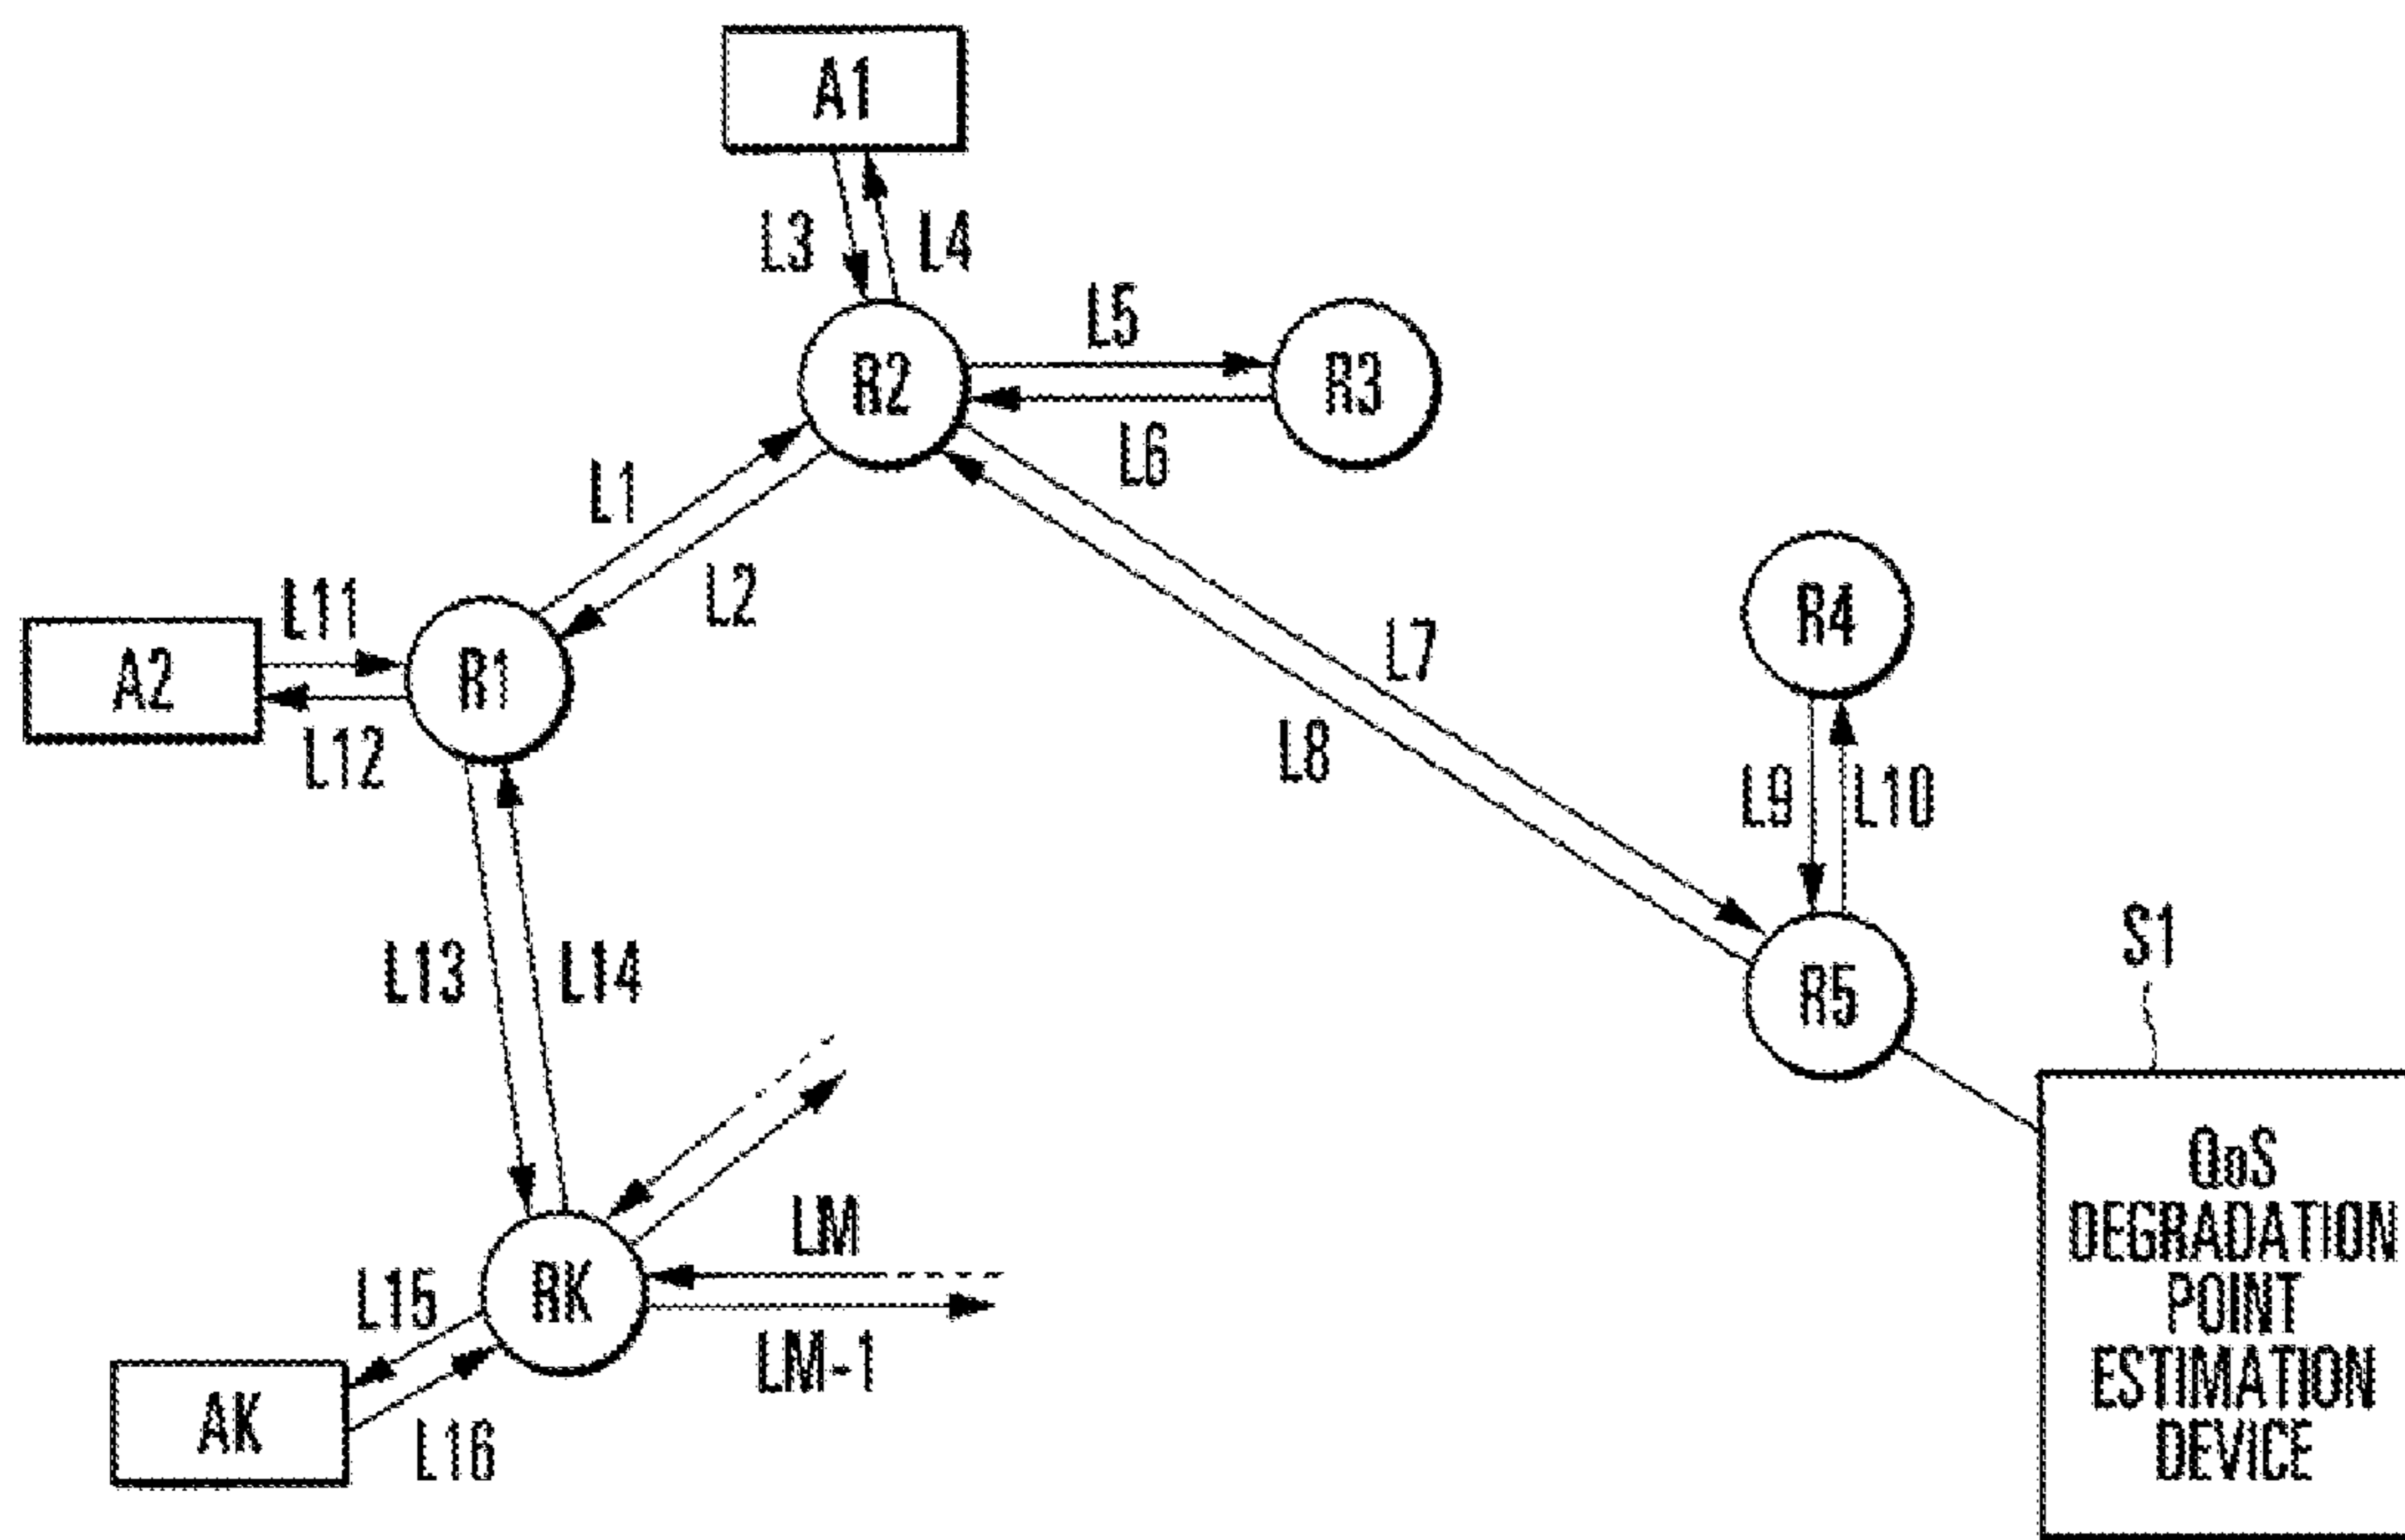 A1
L3
L4
L5
R2
R3
L6
L1
L2
L11
A2
R1
L12
L7
L8
R4
L9
L10
L13
L14
S1
R5
LM
RK
L15
LM-1
AK
L16
QoS
DEGRADATION
POINT
ESTIMATION
DEVICE